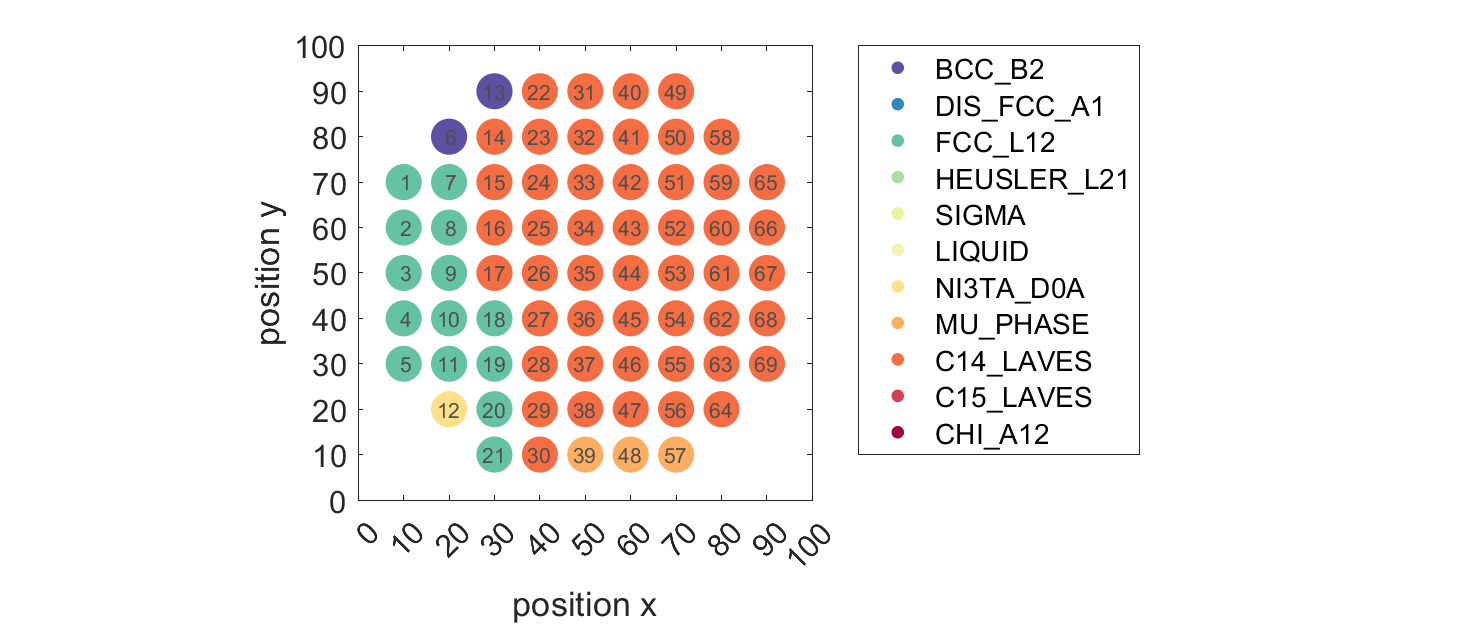 100
90
80
70
60
50
40
30
20
10
0
position y
13 22 31 40 49
6 14 23 32 41 50 58
1 7 15 24 33 42 51 59 65
2 8 16 25 34 43 52 60 66
3 9 17 26 35 44 53 61 67
4 10 18 27 36 45 54 62 68
5 11 19 28 37 46 55 63 69
12 20 29 38 47 56 64
21 30 39 48 57
0 10 20 30 40 50 60 70 80 90 100
position x
BCC_B2
DIS_FCC_A1
FCC_L12
HEUSLER_L21
SIGMA
LIQUID
NI3TA_D0A
MU_PHASE
C14_LAVES
C15_LAVES
CHI_A12